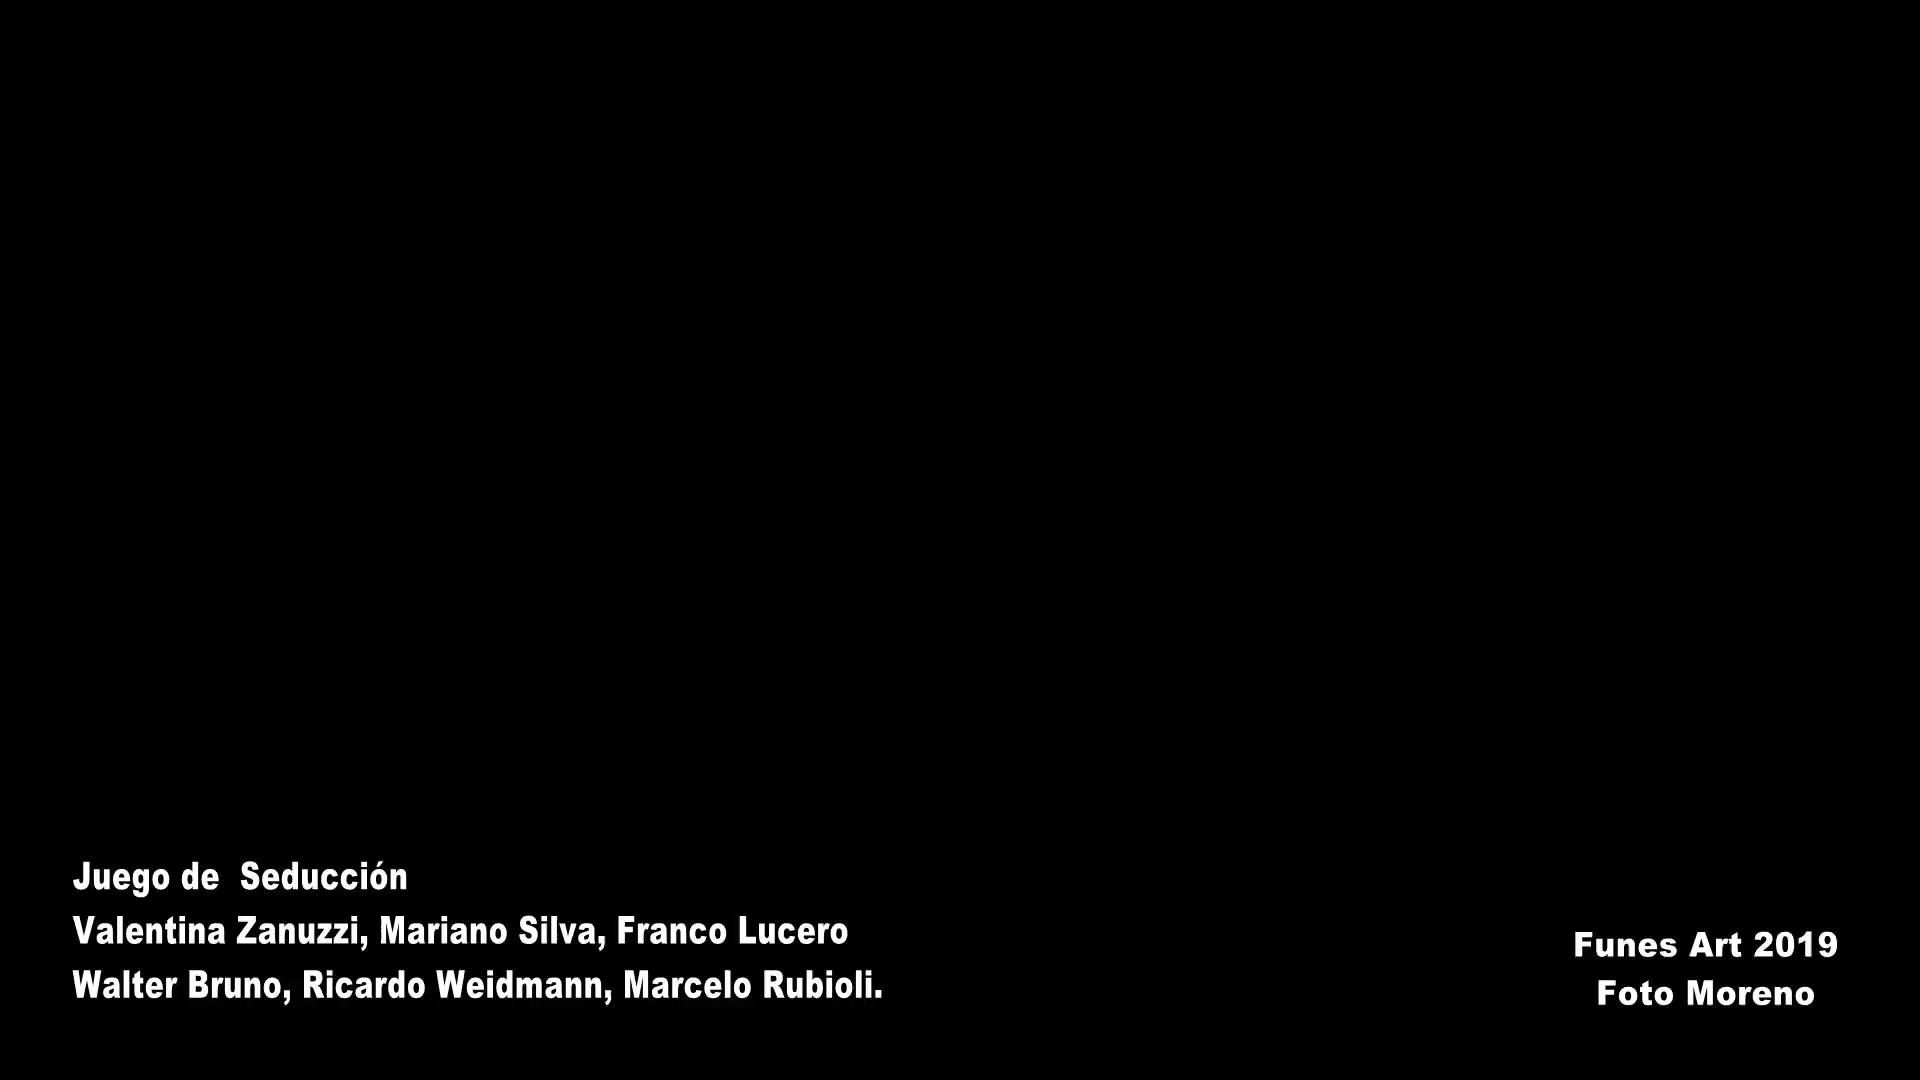 Juego de  Seducción
Valentina Zanuzzi, Mariano Silva, Franco Lucero
Walter Bruno, Ricardo Weidmann, Marcelo Rubioli.
Funes Art 2019
Foto Moreno